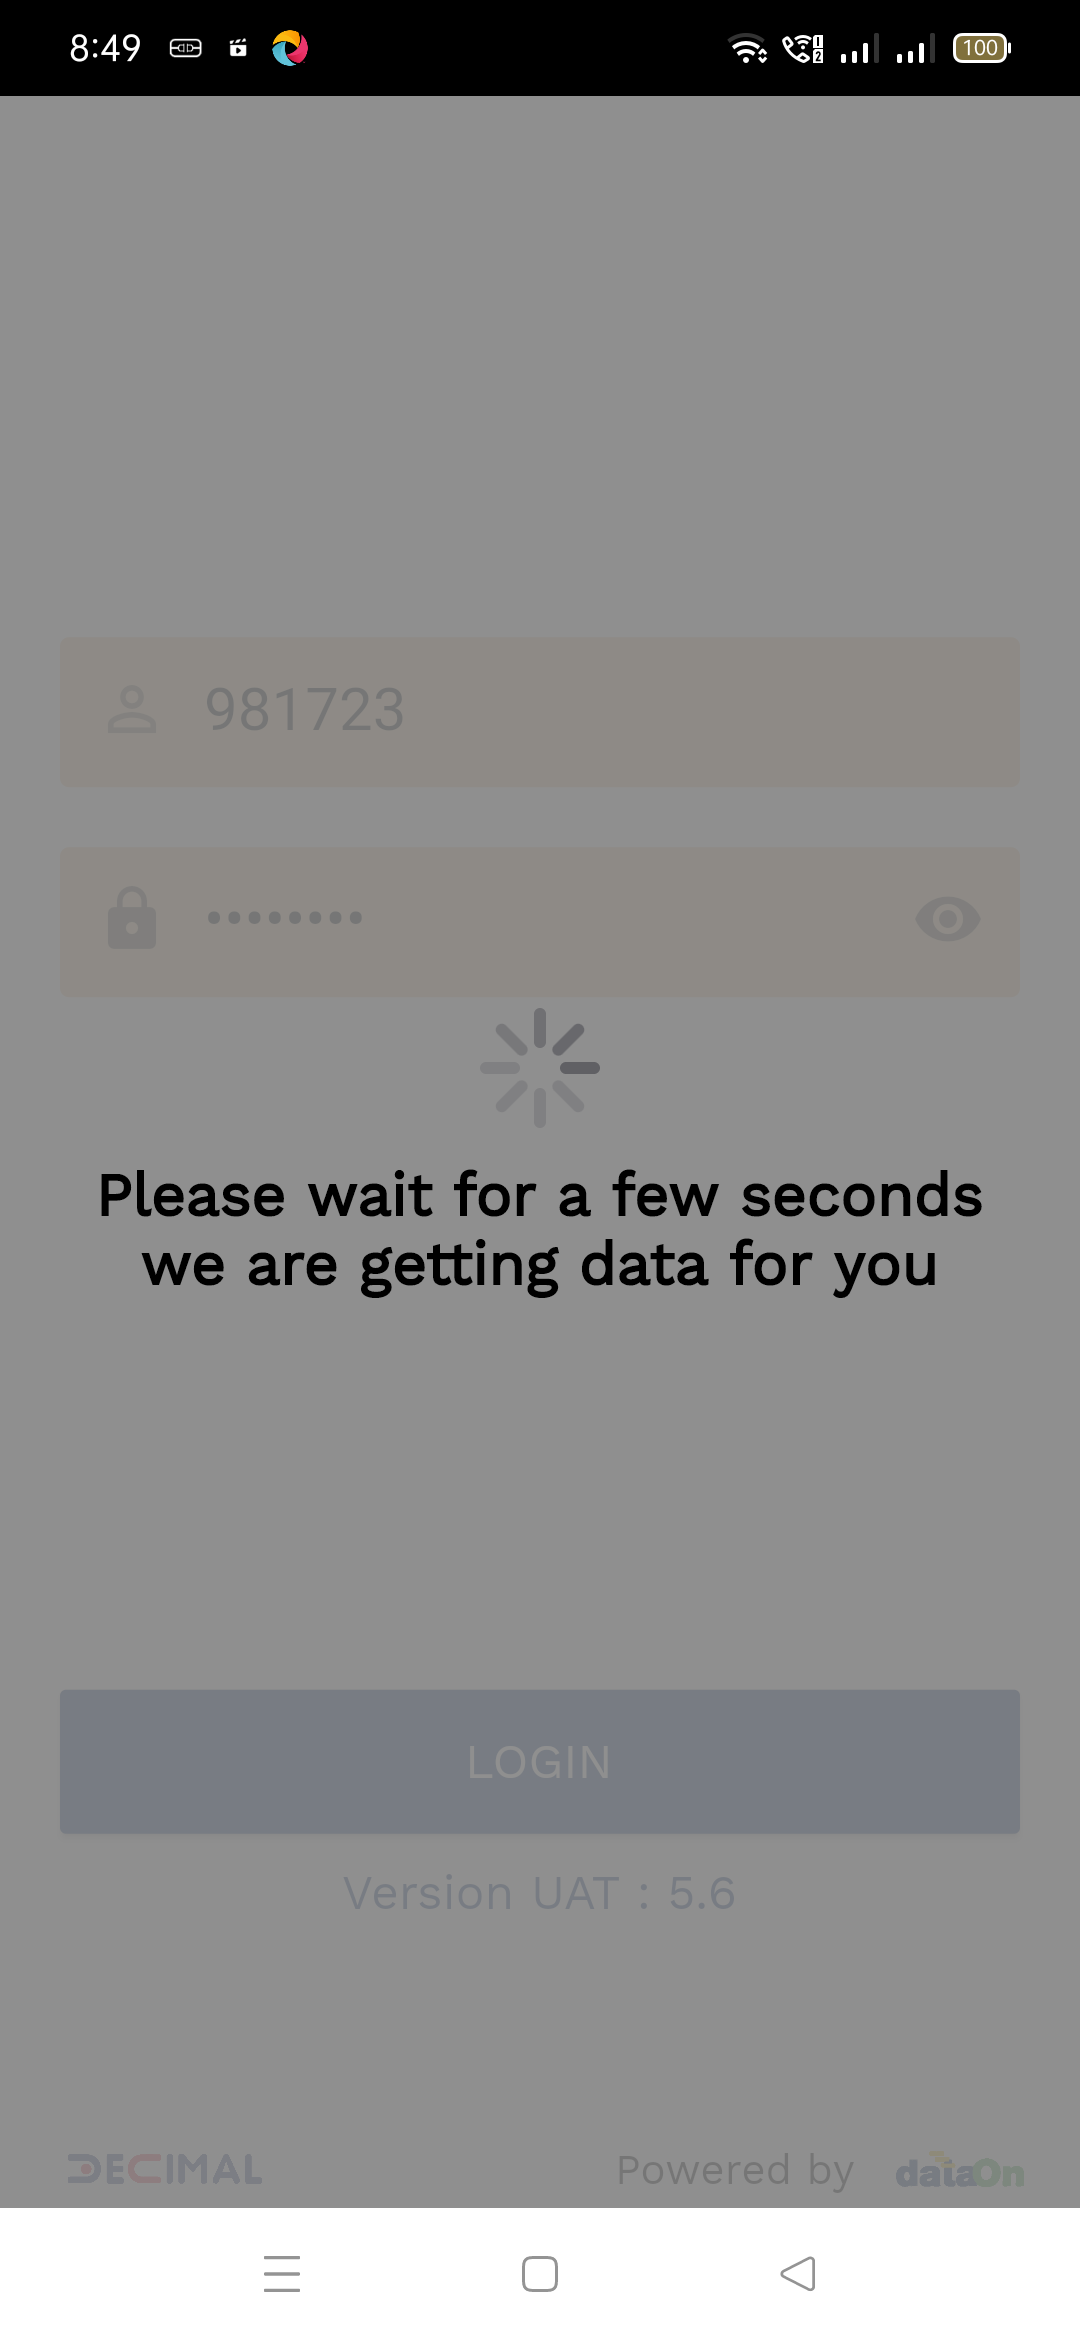 8:49
100
981723
••••••••
Please wait for a few seconds
we are getting data for you
LOGIN
Version UAT : 5.6
DECIMAL
Powered by dataOn